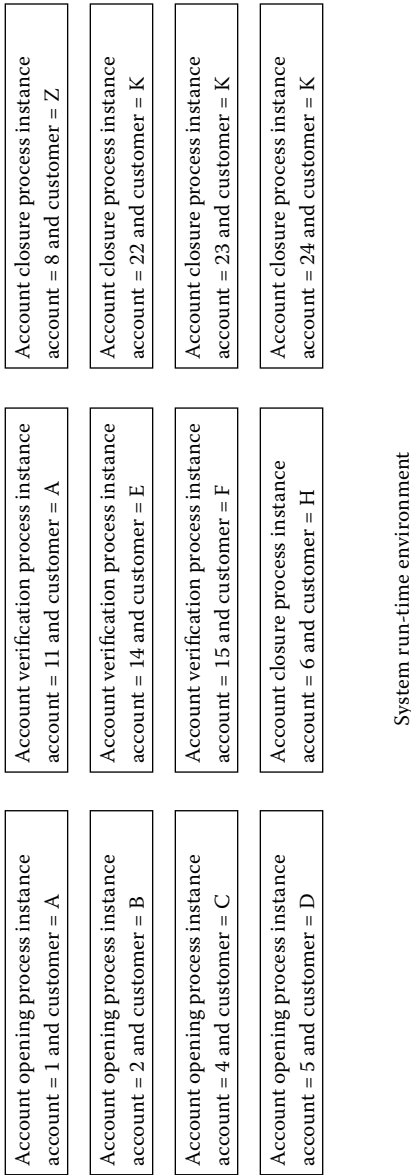 Account opening process instance
account = 1 and customer = A
Account opening process instance
account = 2 and customer = B
Account opening process instance
account = 4 and customer = C
Account opening process instance
account = 5 and customer = D
Account verification process instance
account = 11 and customer = A
Account verification process instance
account = 14 and customer = E
Account verification process instance
account = 15 and customer = F
Account closure process instance
account = 6 and customer = H
Account closure process instance
account = 8 and customer = Z
Account closure process instance
account = 22 and customer = K
Account closure process instance
account = 23 and customer = K
Account closure process instance
account = 24 and customer = K
System run-time environment